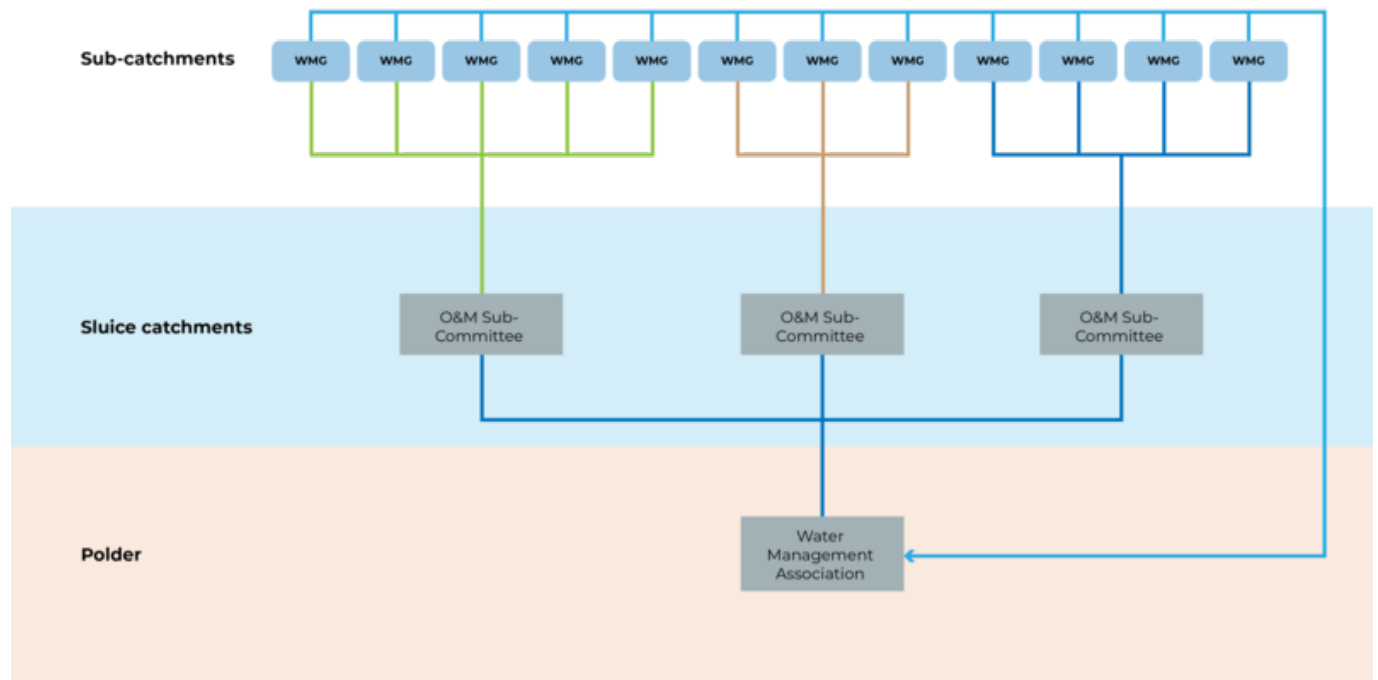 Sub-catchments
WMG
WMG
WMG
WMG
WMG
WMG
WMG
WMG
WMG
WMG
WMG
WMG
Sluice catchments
O&M Sub-
Committee
O&M Sub-
Committee
O&M Sub-
Committee
Polder
Water
Management
Association